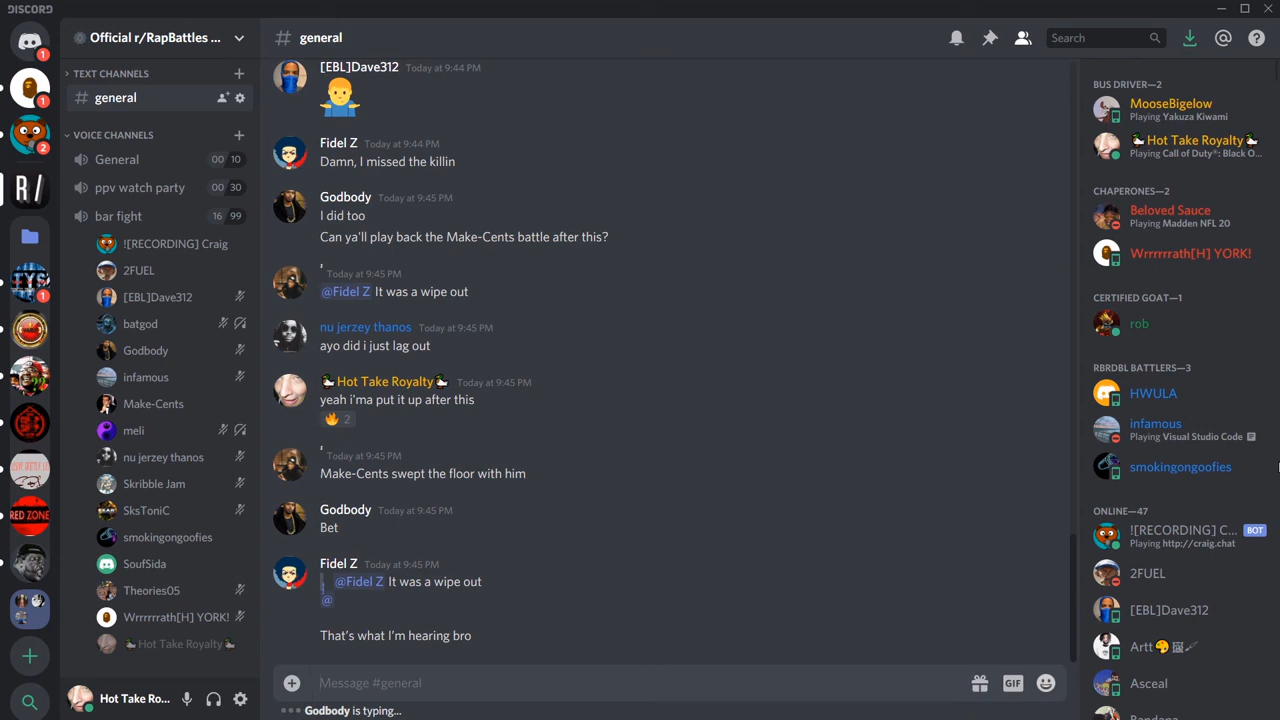 DISCORD
Official r/RapBattles ...
TEXT CHANNELS
general
VOICE CHANNELS
General 00 10
ppv watch party 00 30
bar fight 16 99
![RECORDING] Craig
2FUEL
[EBL]Dave312
batgod
Godbody
infamous
Make-Cents
meli
nu jerzey thanos
Skribble Jam
SksToniC
smokingongoofies
SoufSida
Theories05
Wrrrrrrath[H] YORK!
🦆Hot Take Royalty🦆
Hot Take Ro...
1
1
2
R/
TYS
1
RED ZONE
# general
Search
[EBL]Dave312 Today at 9:44 PM
🤷‍♂️
Fidel Z Today at 9:44 PM
Damn, I missed the killin
Godbody Today at 9:45 PM
I did too
Can ya'll play back the Make-Cents battle after this?
' Today at 9:45 PM
@Fidel Z It was a wipe out
nu jerzey thanos Today at 9:45 PM
ayo did i just lag out
🦆Hot Take Royalty🦆 Today at 9:45 PM
yeah i'ma put it up after this
🔥 2
' Today at 9:45 PM
Make-Cents swept the floor with him
Godbody Today at 9:45 PM
Bet
Fidel Z Today at 9:45 PM
@Fidel Z It was a wipe out
@
That's what I'm hearing bro
Message #general
GIF
Godbody is typing...
BUS DRIVER—2
MooseBigelow
Playing Yakuza Kiwami
🦆Hot Take Royalty🦆
Playing Call of Duty®: Black O...
CHAPERONES—2
Beloved Sauce
Playing Madden NFL 20
Wrrrrrrath[H] YORK!
CERTIFIED GOAT—1
rob
RBRDBL BATTLERS—3
HWULA
infamous
Playing Visual Studio Code
smokingongoofies
ONLINE—47
![RECORDING] C... BOT
Playing http://craig.chat
2FUEL
[EBL]Dave312
Artt
Asceal